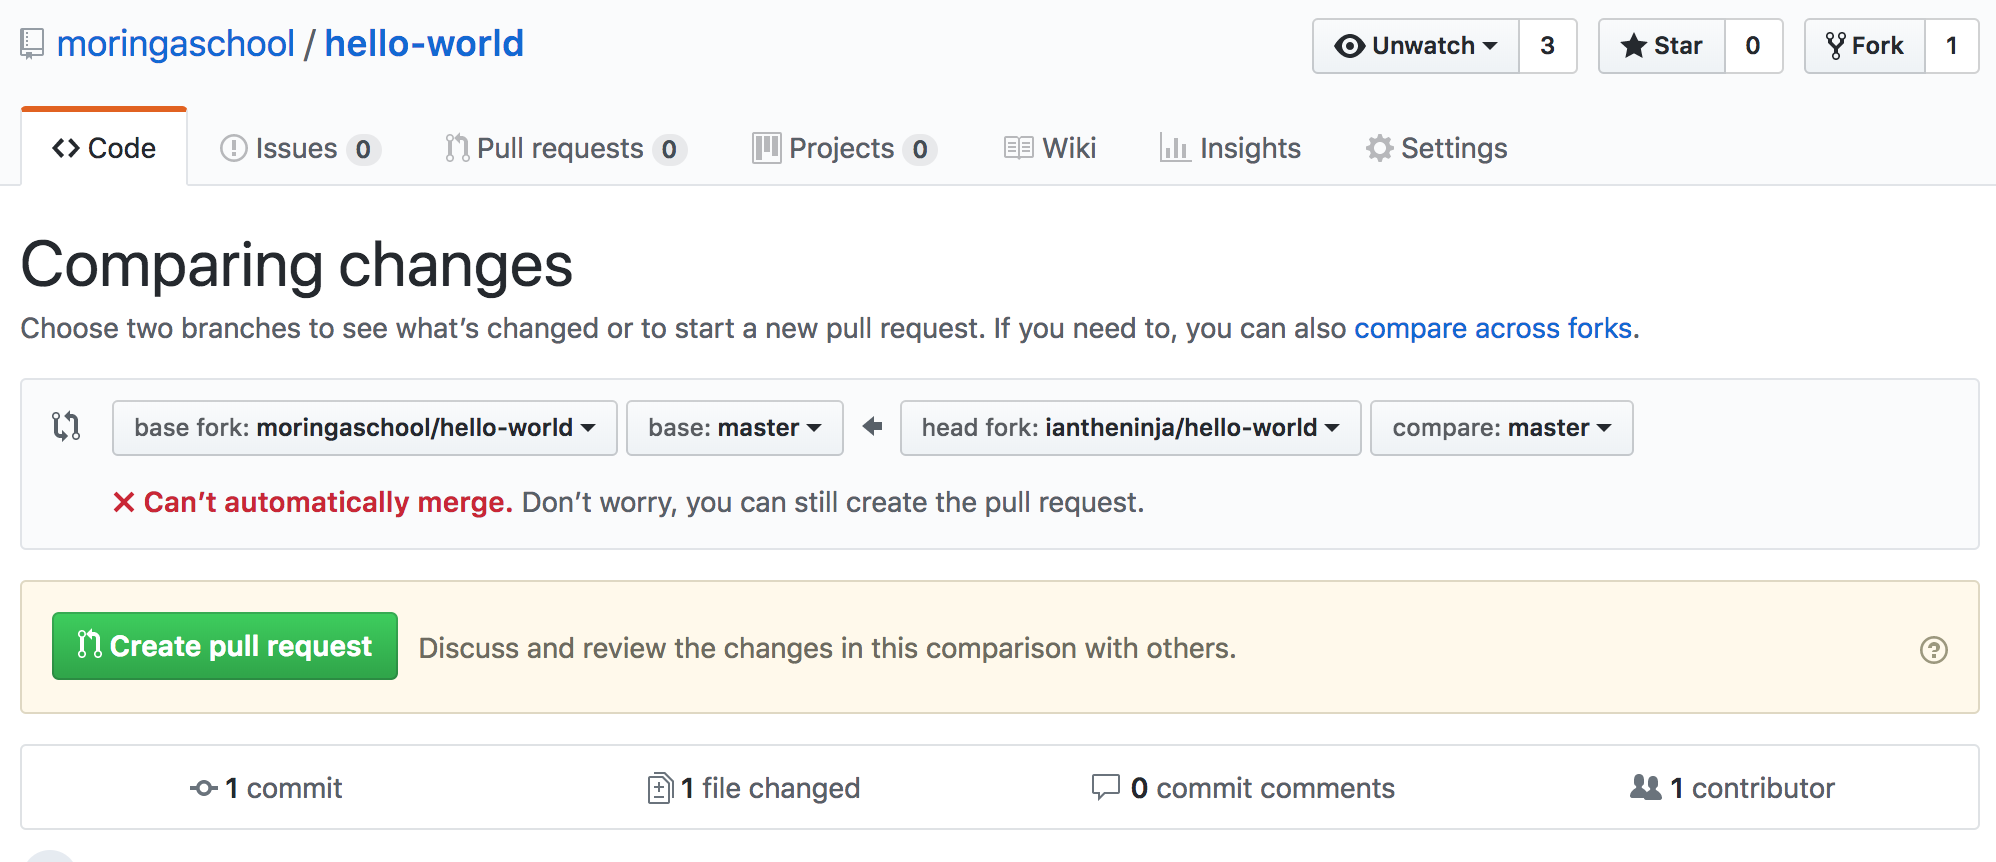 moringaschool / hello-world
Unwatch 3 Star 0 Fork 1
Code Issues 0 Pull requests 0 Projects 0 Wiki Insights Settings
Comparing changes
Choose two branches to see what’s changed or to start a new pull request. If you need to, you can also compare across forks.
base fork: moringaschool/hello-world base: master head fork: iantheninja/hello-world compare: master
Can’t automatically merge. Don’t worry, you can still create the pull request.
Create pull request Discuss and review the changes in this comparison with others.
1 commit 1 file changed 0 commit comments 1 contributor